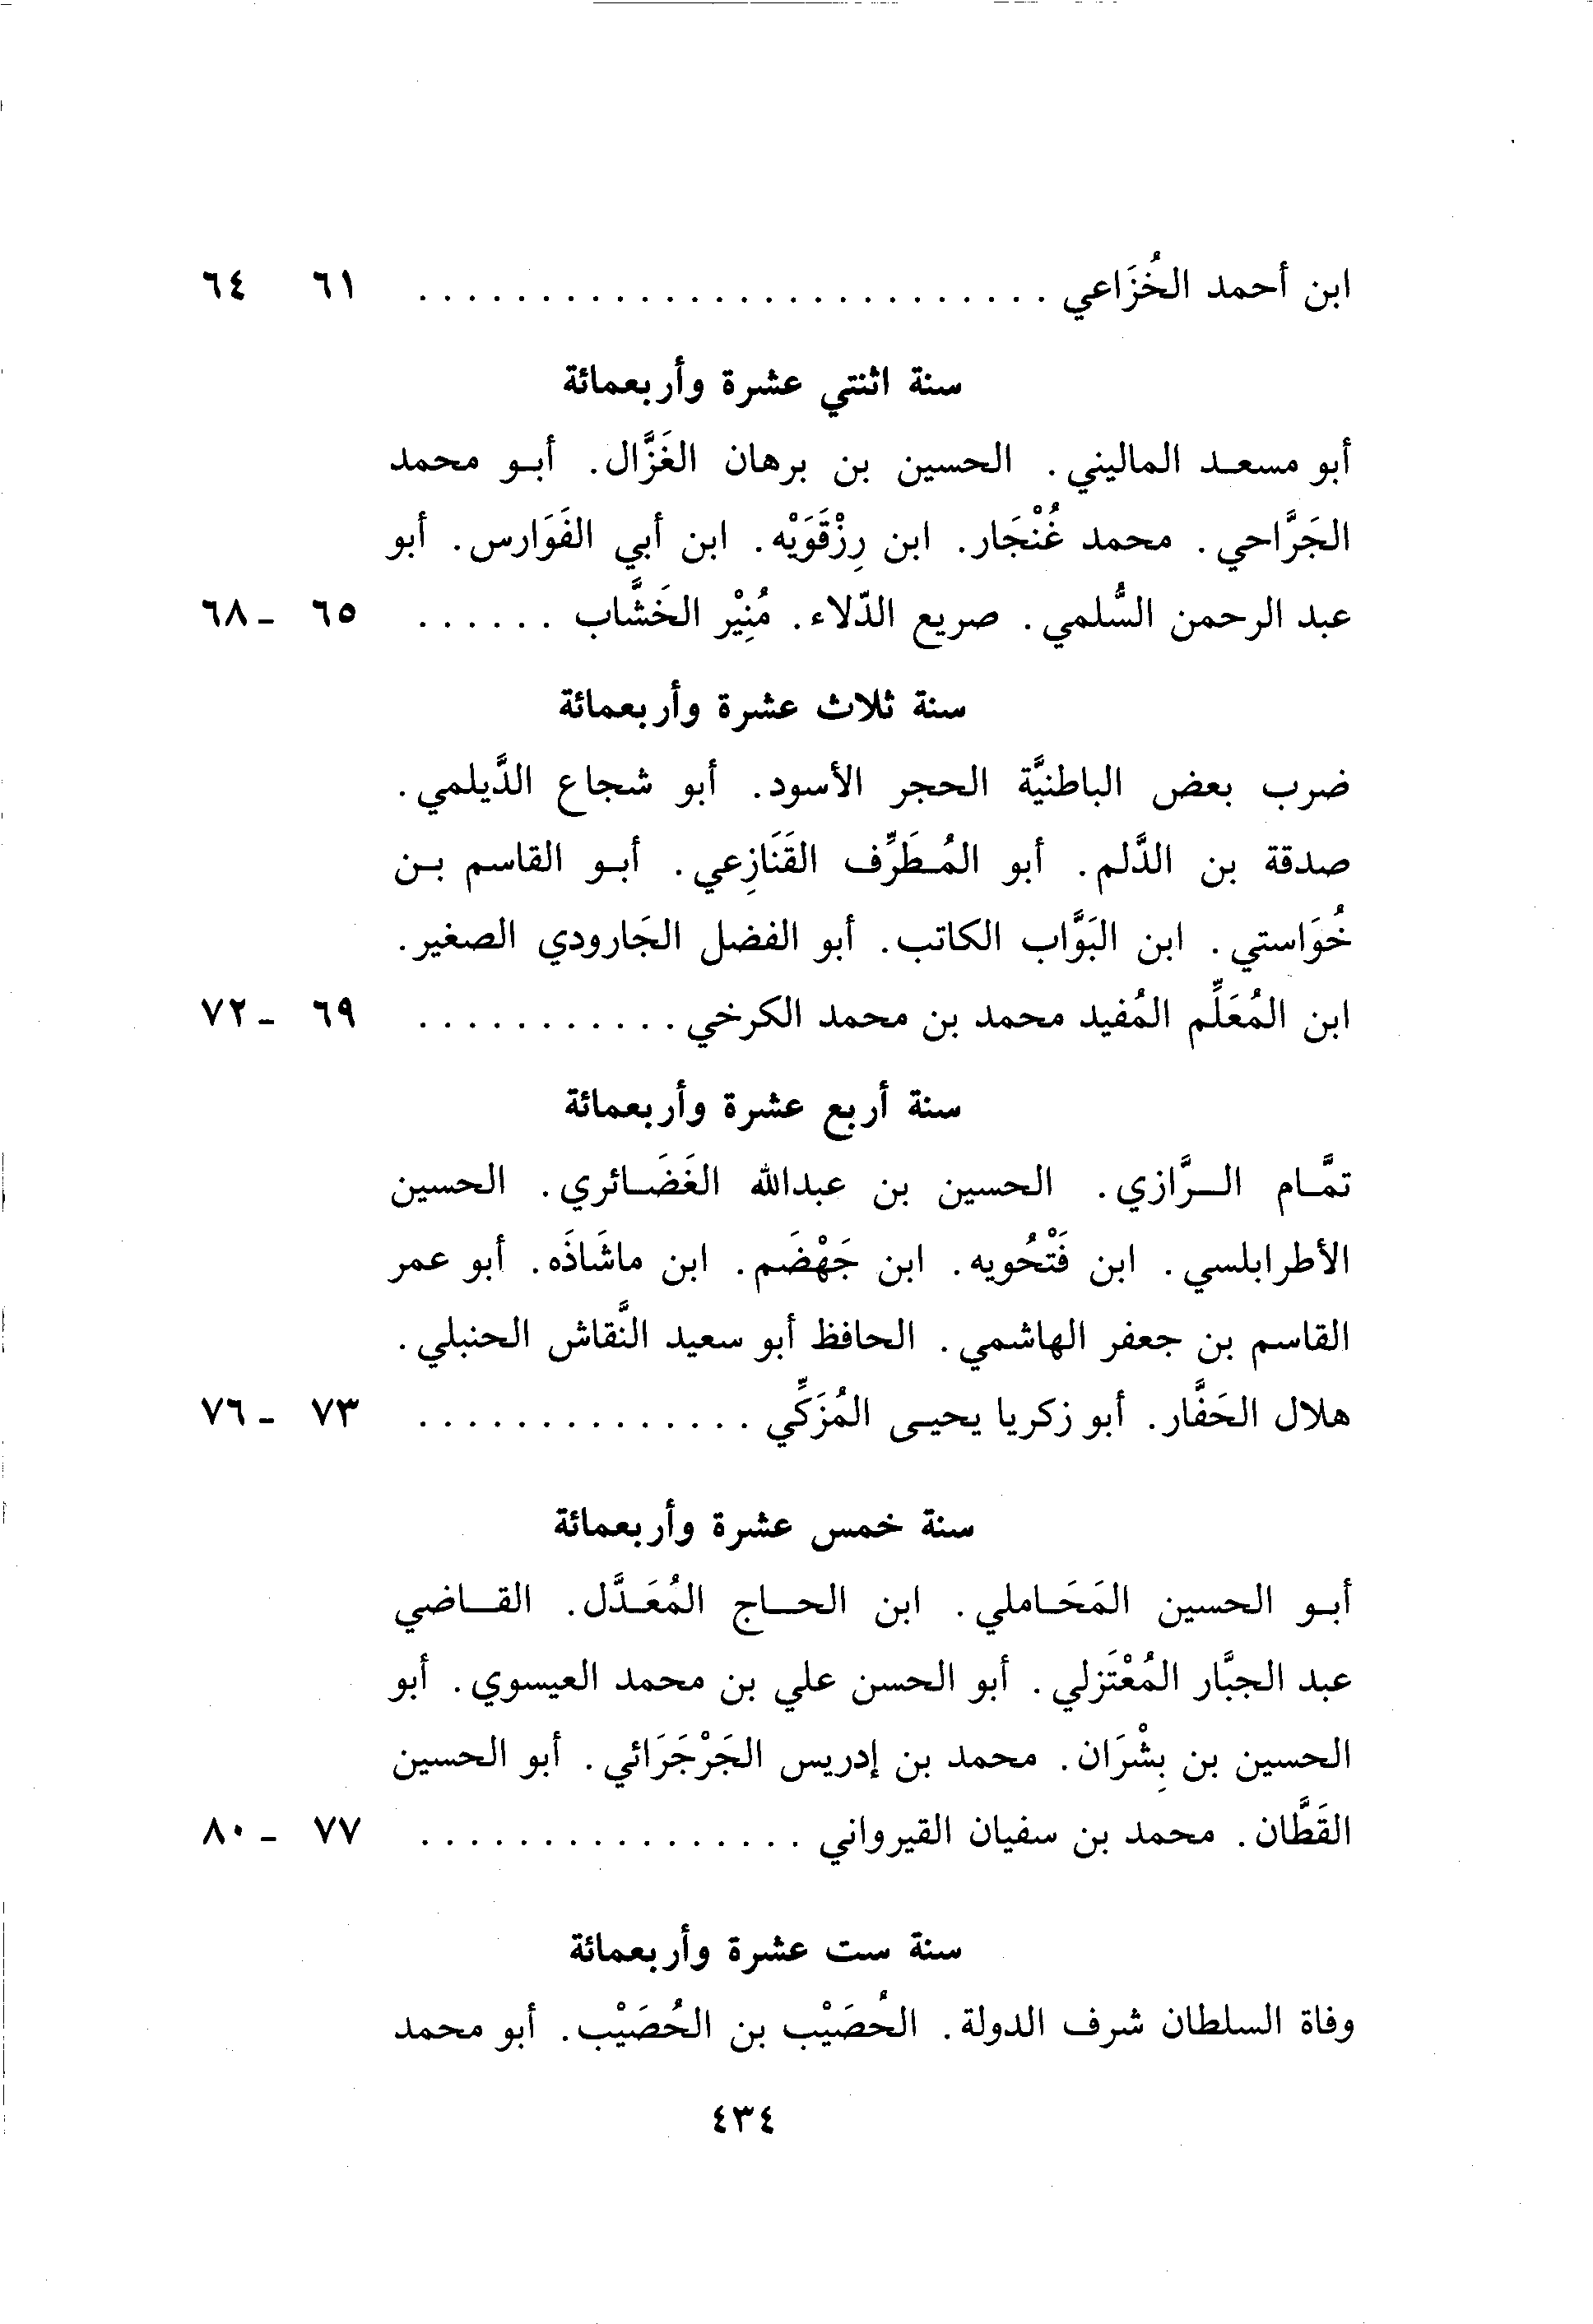 ابن أحمد الخُزَاعي . . . . . . . . . . . . . . . . . . . . . . . . . . ٦١ ٦٤
سنة اثنتي عشرة وأربعمائة
أبو مسعد الماليني. الحسين بن برهان الغَزَّال. أبو محمد
الجَرَّاحي. محمد غُنْجَار. ابن رِزْقَوَيْه. ابن أبي الفَوَارس. أبو
عبد الرحمن السُّلمي. صريع الدّلاء. مُنِيْر الخَشَّاب . . . . . . ٦٥ - ٦٨
سنة ثلاث عشرة وأربعمائة
ضرب بعض الباطنيَّة الحجر الأسود. أبو شجاع الدَّيلمي.
صدقة بن الدَّلم. أبو المُطَرِّف القَنَازِعي. أبو القاسم بن
خُوَاستي. ابن البَوَّاب الكاتب. أبو الفضل الجَارودي الصغير.
ابن المُعَلِّم المُفيد محمد بن محمد الكرخي . . . . . . . . . . . ٦٩ - ٧٢
سنة أربع عشرة وأربعمائة
تمَّام الرَّازي. الحسين بن عبدالله الغَضَائري. الحسين
الأطرابلسي. ابن فَتْحُويه. ابن جَهْضَم. ابن ماشَاذَه. أبو عمر
القاسم بن جعفر الهاشمي. الحافظ أبو سعيد النَّقاش الحنبلي.
هلال الحَفَّار. أبو زكريا يحيى المُزَكِّي . . . . . . . . . . . . . . ٧٣ - ٧٦
سنة خمس عشرة وأربعمائة
أبو الحسين المَحَاملي. ابن الحاج المُعَدَّل. القاضي
عبد الجبَّار المُعْتَزلي. أبو الحسن علي بن محمد العيسوي. أبو
الحسين بن بِشْرَان. محمد بن إدريس الجَرْجَرَائي. أبو الحسين
القَطَّان. محمد بن سفيان القيرواني . . . . . . . . . . . . . . . . ٧٧ - ٨٠
سنة ست عشرة وأربعمائة
وفاة السلطان شرف الدولة. الحُصَيْب بن الحُصَيْب. أبو محمد
٤٣٤